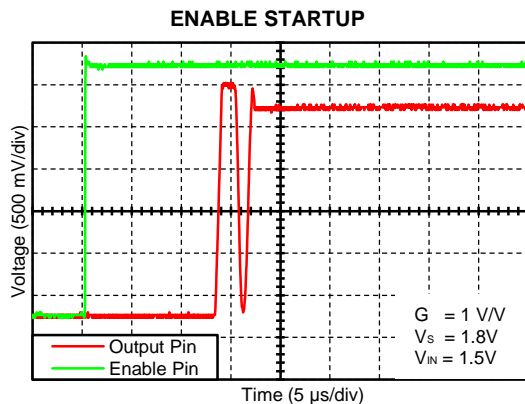 ENABLE STARTUP
Voltage (500 mV/div)
G = 1 V/V
VS = 1.8V
VIN = 1.5V
Output Pin
Enable Pin
Time (5 µs/div)